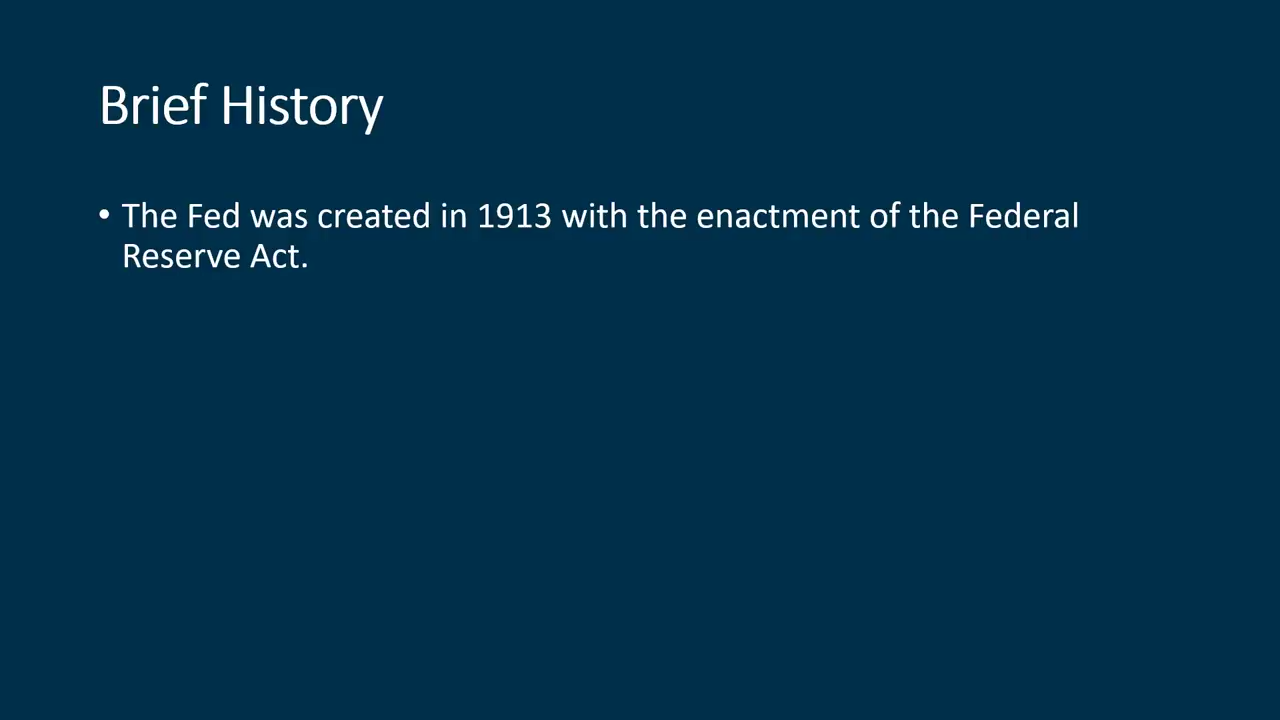 Brief History
• The Fed was created in 1913 with the enactment of the Federal
Reserve Act.